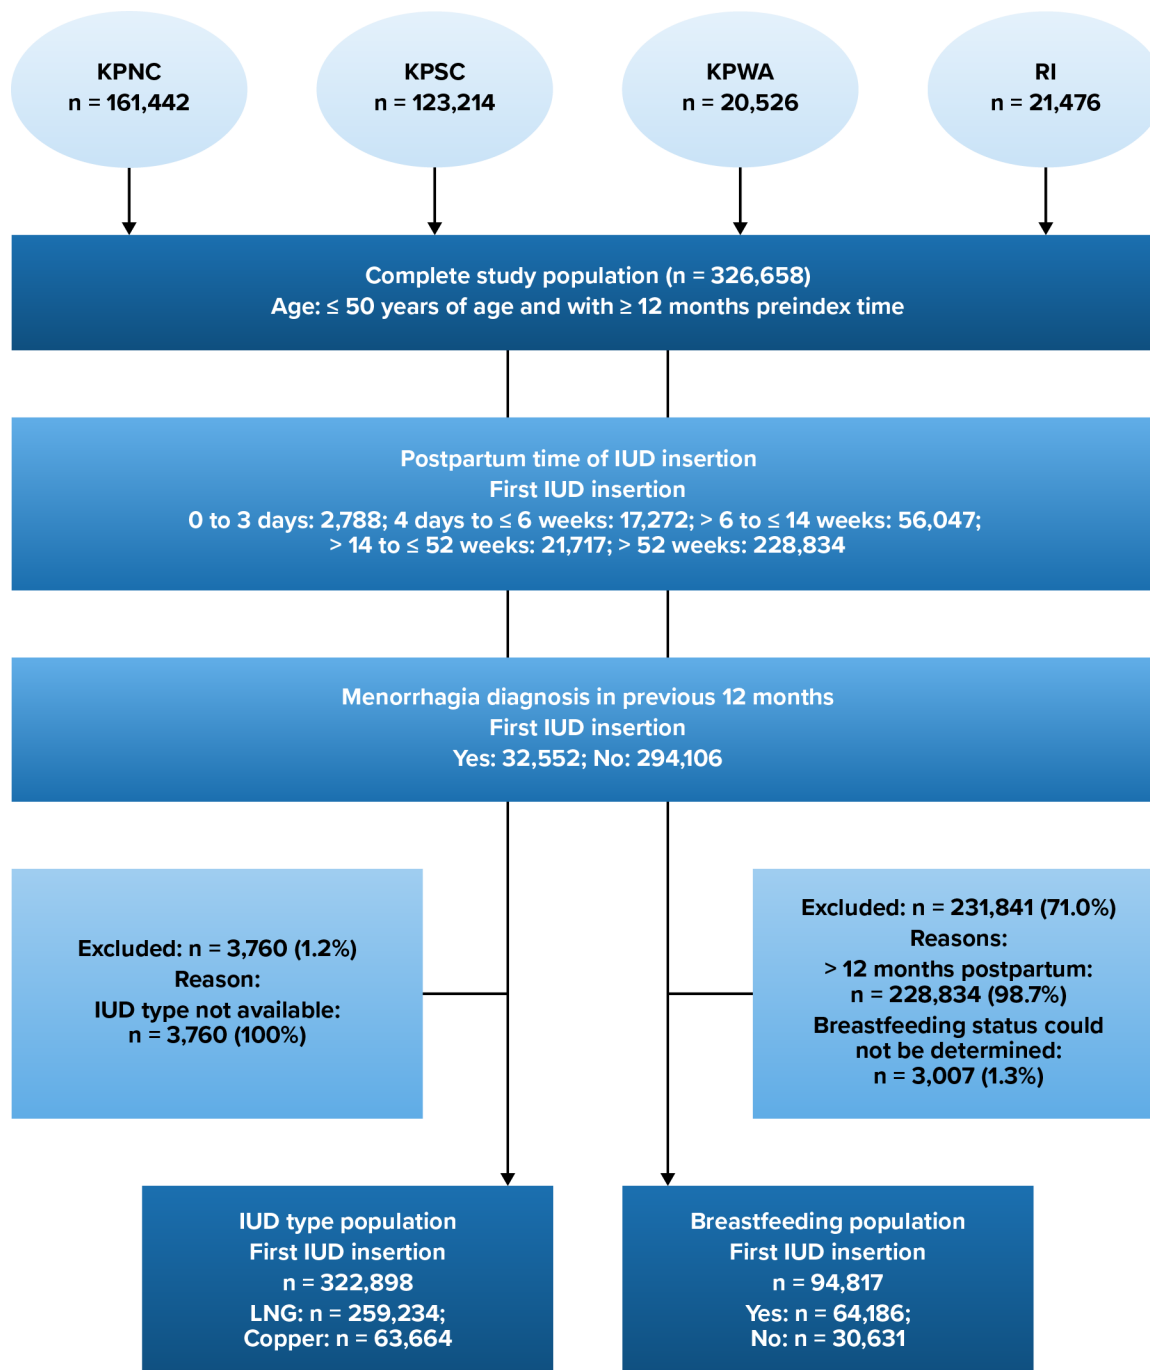 KPNC
n = 161,442
KPSC
n = 123,214
KPWA
n = 20,526
RI
n = 21,476
Complete study population (n = 326,658)
Age: ≤ 50 years of age and with ≥ 12 months preindex time
Postpartum time of IUD insertion
First IUD insertion
0 to 3 days: 2,788; 4 days to ≤ 6 weeks: 17,272; > 6 to ≤ 14 weeks: 56,047;
> 14 to ≤ 52 weeks: 21,717; > 52 weeks: 228,834
Menorrhagia diagnosis in previous 12 months
First IUD insertion
Yes: 32,552; No: 294,106
Excluded: n = 3,760 (1.2%)
Reason:
IUD type not available:
n = 3,760 (100%)
Excluded: n = 231,841 (71.0%)
Reasons:
> 12 months postpartum:
n = 228,834 (98.7%)
Breastfeeding status could
not be determined:
n = 3,007 (1.3%)
IUD type population
First IUD insertion
n = 322,898
LNG: n = 259,234;
Copper: n = 63,664
Breastfeeding population
First IUD insertion
n = 94,817
Yes: n = 64,186;
No: n = 30,631